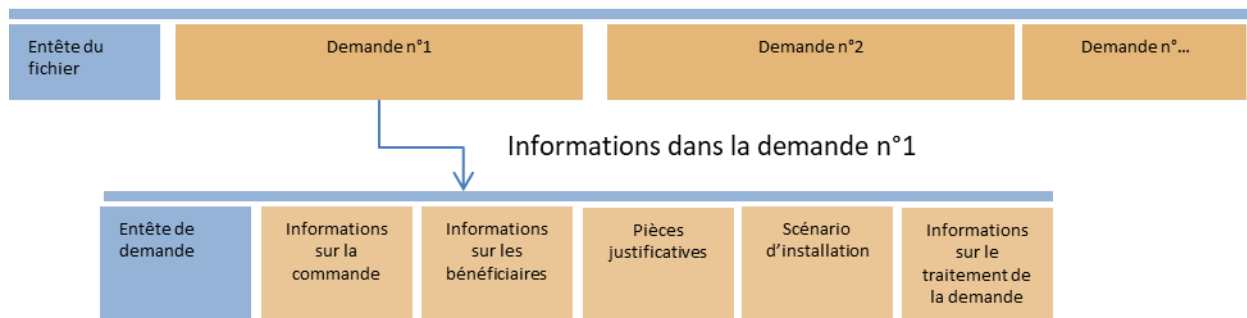 Entête du
fichier
Demande n°1
Demande n°2
Demande n°...
Informations dans la demande n°1
Entête de
demande
Informations
sur la
commande
Informations
sur les
bénéficiaires
Pièces
justificatives
Scénario
d'installation
Informations
sur le
traitement de
la demande